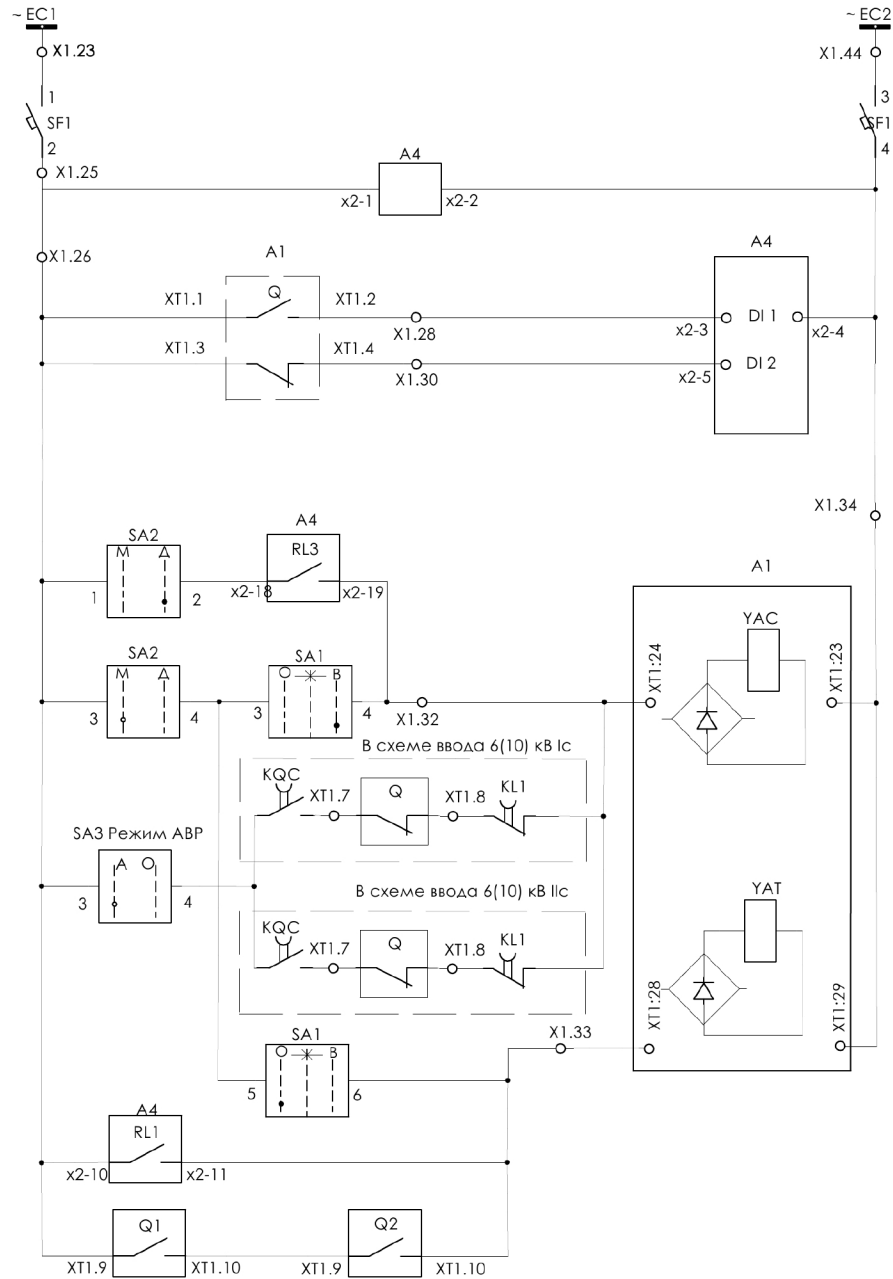 ~ EC1
~ EC2
X1.23
X1.44
1
3
SF1
SF1
2
4
X1.25
A4
x2-1
x2-2
X1.26
A1
A4
Q
XT1.1
XT1.2
X1.28
x2-3
DI 1
x2-4
XT1.3
XT1.4
X1.30
x2-5
DI 2
X1.34
SA2
A4
M
Δ
RL3
1
2
x2-18
x2-19
A1
YAC
SA2
SA1
M
Δ
O
B
XT1:24
XT1:23
3
4
3
4
X1.32
В схеме ввода 6(10) кВ Iс
KQC
XT1.7
Q
XT1.8
KL1
SA3 Режим АВР
A
O
3
4
В схеме ввода 6(10) кВ IIс
YAT
KQC
XT1.7
Q
XT1.8
KL1
XT1:28
XT1:29
X1.33
SA1
O
B
5
6
A4
RL1
x2-10
x2-11
Q1
Q2
XT1.9
XT1.10
XT1.9
XT1.10